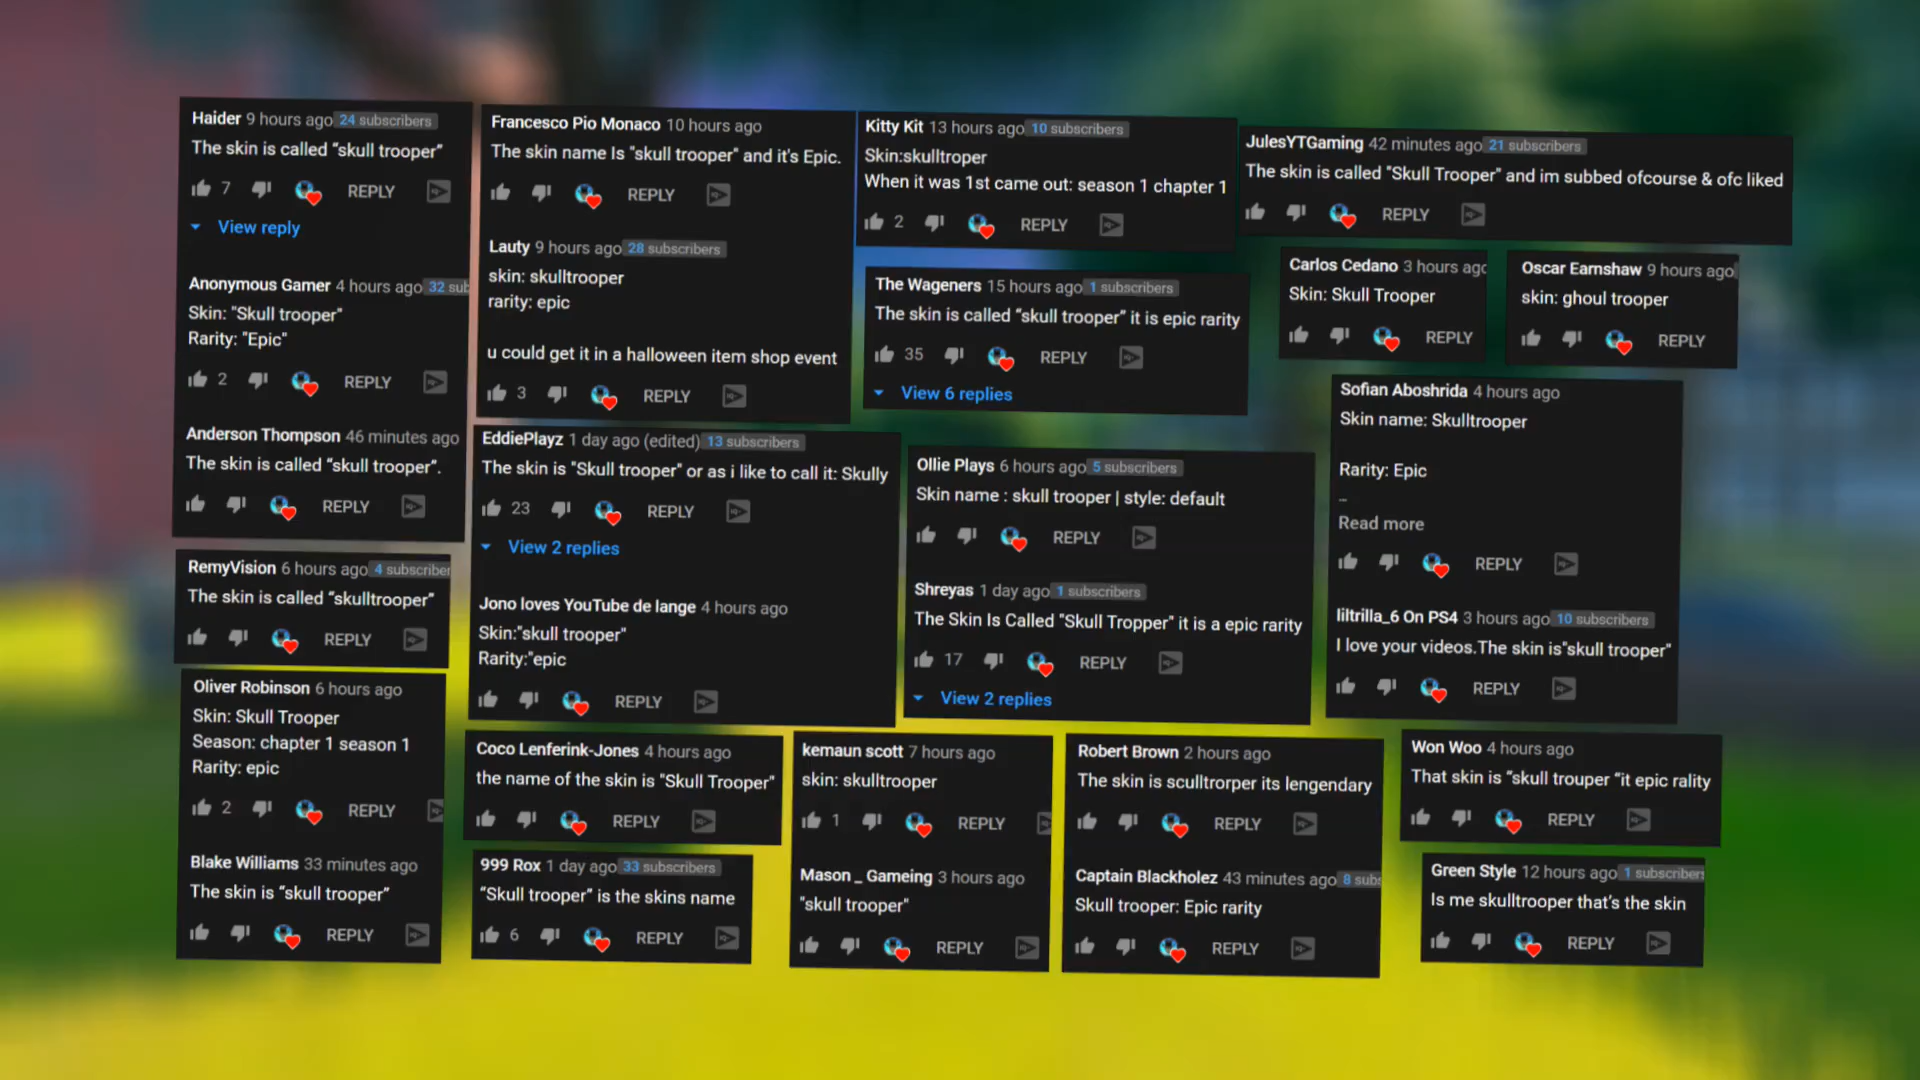 Haider 9 hours ago 24 subscribers
The skin is called “skull trooper”
7 REPLY
View reply
Anonymous Gamer 4 hours ago 32 sub
Skin: "Skull trooper"
Rarity: "Epic"
2 REPLY
Anderson Thompson 46 minutes ago
The skin is called “skull trooper”.
REPLY
RemyVision 6 hours ago 4 subscriber
The skin is called “skulltrooper”
REPLY
Oliver Robinson 6 hours ago
Skin: Skull Trooper
Season: chapter 1 season 1
Rarity: epic
2 REPLY
Blake Williams 33 minutes ago
The skin is “skull trooper”
REPLY
Francesco Pio Monaco 10 hours ago
The skin name Is "skull trooper" and it's Epic.
REPLY
Lauty 9 hours ago 28 subscribers
skin: skulltrooper
rarity: epic
u could get it in a halloween item shop event
3 REPLY
EddiePlayz 1 day ago (edited) 13 subscribers
The skin is "Skull trooper" or as i like to call it: Skully
23 REPLY
View 2 replies
Jono loves YouTube de lange 4 hours ago
Skin:"skull trooper"
Rarity:"epic
REPLY
Coco Lenferink-Jones 4 hours ago
the name of the skin is "Skull Trooper"
REPLY
999 Rox 1 day ago 33 subscribers
“Skull trooper” is the skins name
6 REPLY
Kitty Kit 13 hours ago 10 subscribers
Skin:skulltroper
When it was 1st came out: season 1 chapter 1
2 REPLY
The Wageners 15 hours ago 1 subscribers
The skin is called “skull trooper” it is epic rarity
35 REPLY
View 6 replies
Ollie Plays 6 hours ago 5 subscribers
Skin name : skull trooper | style: default
REPLY
Shreyas 1 day ago 1 subscribers
The Skin Is Called "Skull Tropper" it is a epic rarity
17 REPLY
View 2 replies
kemaun scott 7 hours ago
skin: skulltrooper
1 REPLY
Mason _ Gameing 3 hours ago
"skull trooper"
REPLY
Robert Brown 2 hours ago
The skin is sculltrorper its lengendary
REPLY
Captain Blackholez 43 minutes ago 8 subs
Skull trooper: Epic rarity
REPLY
JulesYTGaming 42 minutes ago 21 subscribers
The skin is called "Skull Trooper" and im subbed ofcourse & ofc liked
REPLY
Carlos Cedano 3 hours ago
Skin: Skull Trooper
REPLY
Oscar Earnshaw 9 hours ago
skin: ghoul trooper
REPLY
Sofian Aboshrida 4 hours ago
Skin name: Skulltrooper
Rarity: Epic
–
Read more
REPLY
liltrilla_6 On PS4 3 hours ago 10 subscribers
I love your videos.The skin is"skull trooper"
REPLY
Won Woo 4 hours ago
That skin is “skull trouper “it epic rality
REPLY
Green Style 12 hours ago 1 subscribers
Is me skulltrooper that’s the skin
REPLY